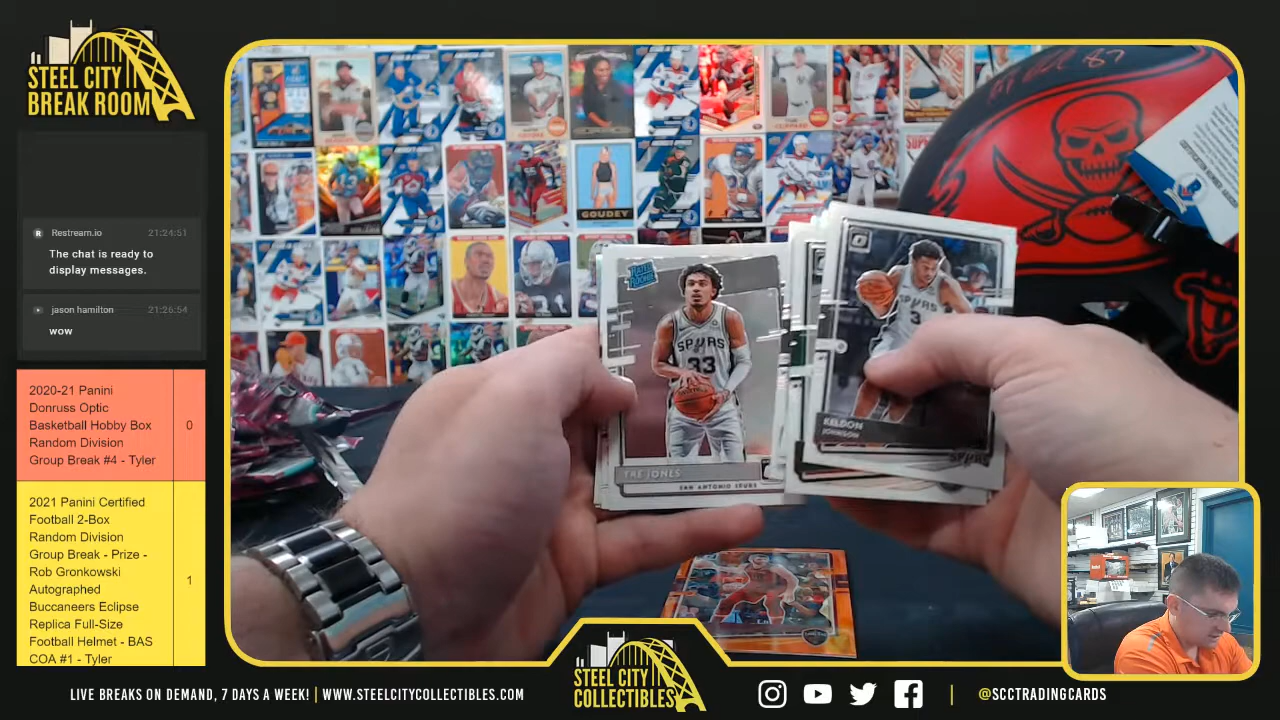 STEEL CITY
BREAK ROOM
Restream.io 21:24:51
The chat is ready to
display messages.
jason hamilton 21:26:54
wow
2020-21 Panini
Donruss Optic
Basketball Hobby Box
Random Division
Group Break #4 - Tyler
0
2021 Panini Certified
Football 2-Box
Random Division
Group Break - Prize -
Rob Gronkowski
Autographed
Buccaneers Eclipse
Replica Full-Size
Football Helmet - BAS
COA #1 - Tyler
1
GOUDEY
RATED
ROOKIE
SPURS
33
TRE JONES
SAN ANTONIO SPURS
SPURS
3
KELDON
JOHNSON
SPURS
STEEL CITY
COLLECTIBLES
LIVE BREAKS ON DEMAND, 7 DAYS A WEEK! | WWW.STEELCITYCOLLECTIBLES.COM
| @SCCTRADINGCARDS